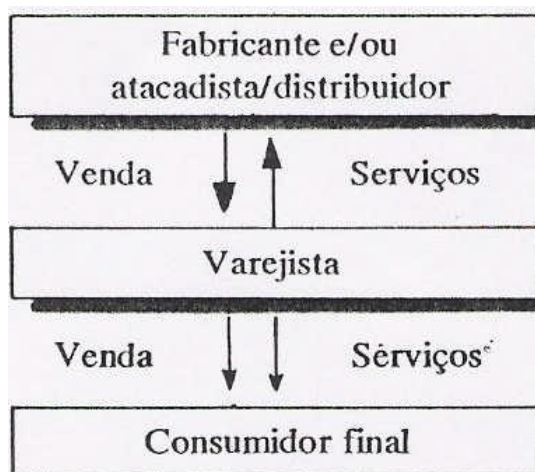 Fabricante e/ou
atacadista/distribuidor
Venda Serviços
Varejista
Venda Serviços
Consumidor final